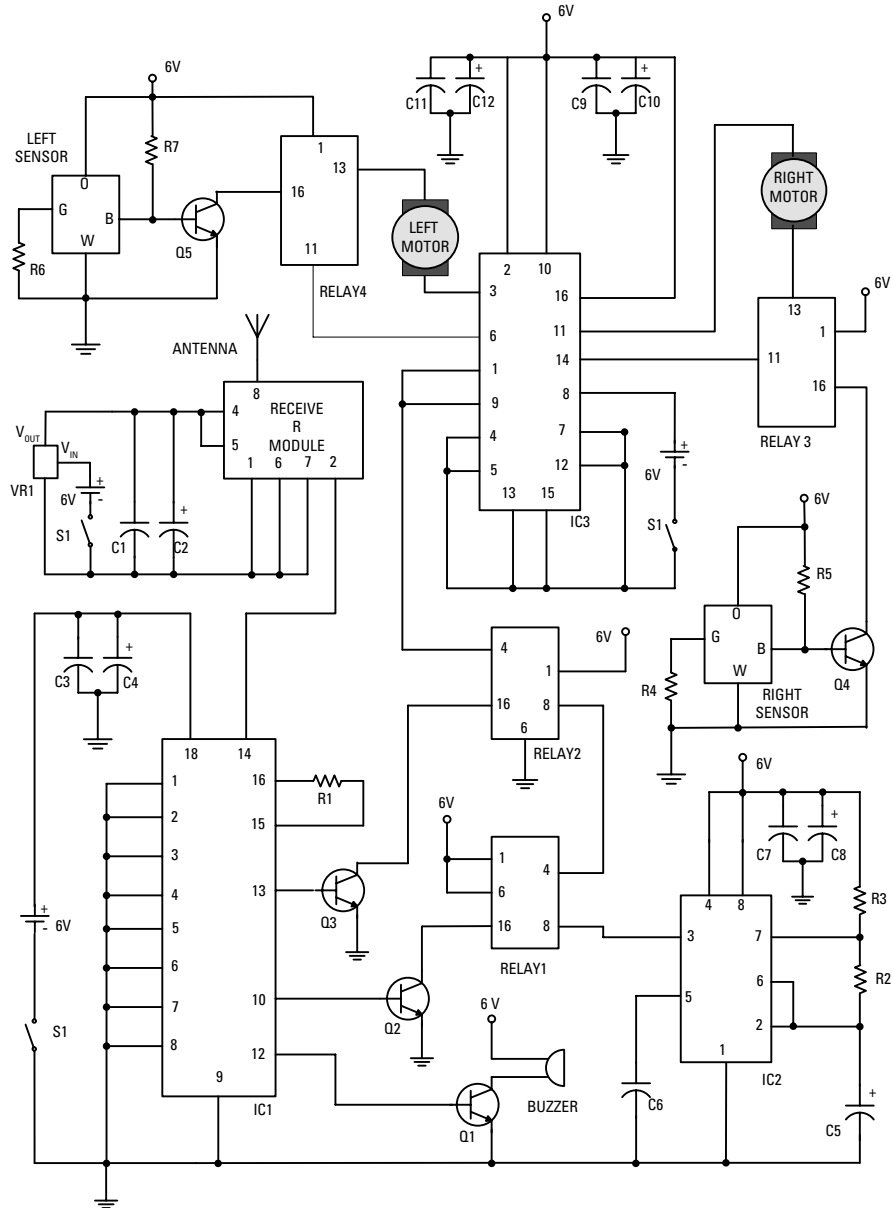 6V
6V
C11
+
C12
C9
+
C10
LEFT
SENSOR
R7
O
G
B
W
R6
Q5
1
13
16
11
RELAY4
LEFT
MOTOR
RIGHT
MOTOR
2
10
3
16
6
11
1
14
9
8
4
7
5
12
13
15
IC3
6V
+
-
S1
6V
13
1
11
16
RELAY 3
ANTENNA
8
4
RECEIVE
R
MODULE
5
1
6
7
2
VOUT
VIN
VR1
+
6V
-
S1
C1
+
C2
6V
R5
O
G
B
W
R4
RIGHT
SENSOR
Q4
C3
+
C4
4
6V
1
16
8
6
RELAY2
18
14
1
16
R1
2
15
3
4
13
5
6
10
7
12
8
9
IC1
+
6V
-
S1
Q3
Q2
Q1
6V
1
4
6
16
8
RELAY1
6 V
BUZZER
6V
C7
+
C8
R3
4
8
3
7
R2
6
5
2
1
IC2
C6
+
C5